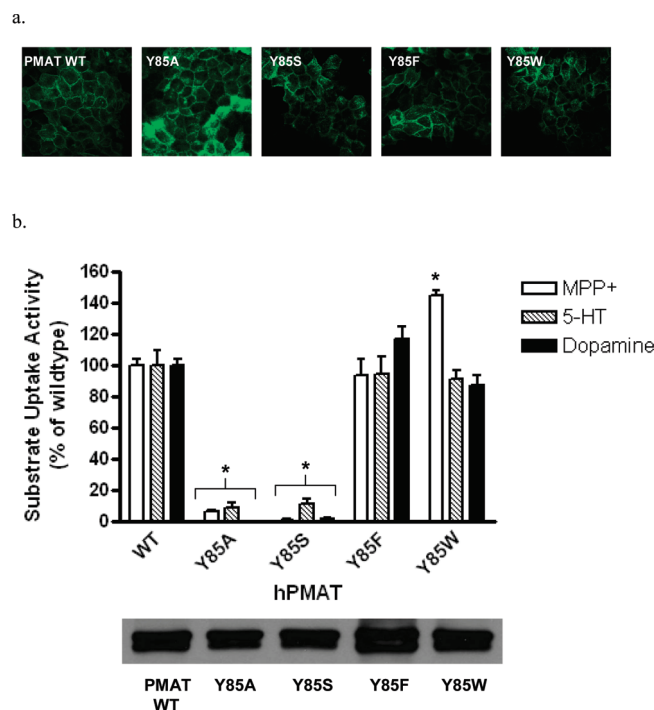 a.
PMAT WT Y85A Y85S Y85F Y85W
b.
Substrate Uptake Activity
(% of wildtype)
160
140
120
100
80
60
40
20
0
*
*
*
MPP+
5-HT
Dopamine
WT Y85A Y85S Y85F Y85W
hPMAT
PMAT Y85A Y85S Y85F Y85W
WT